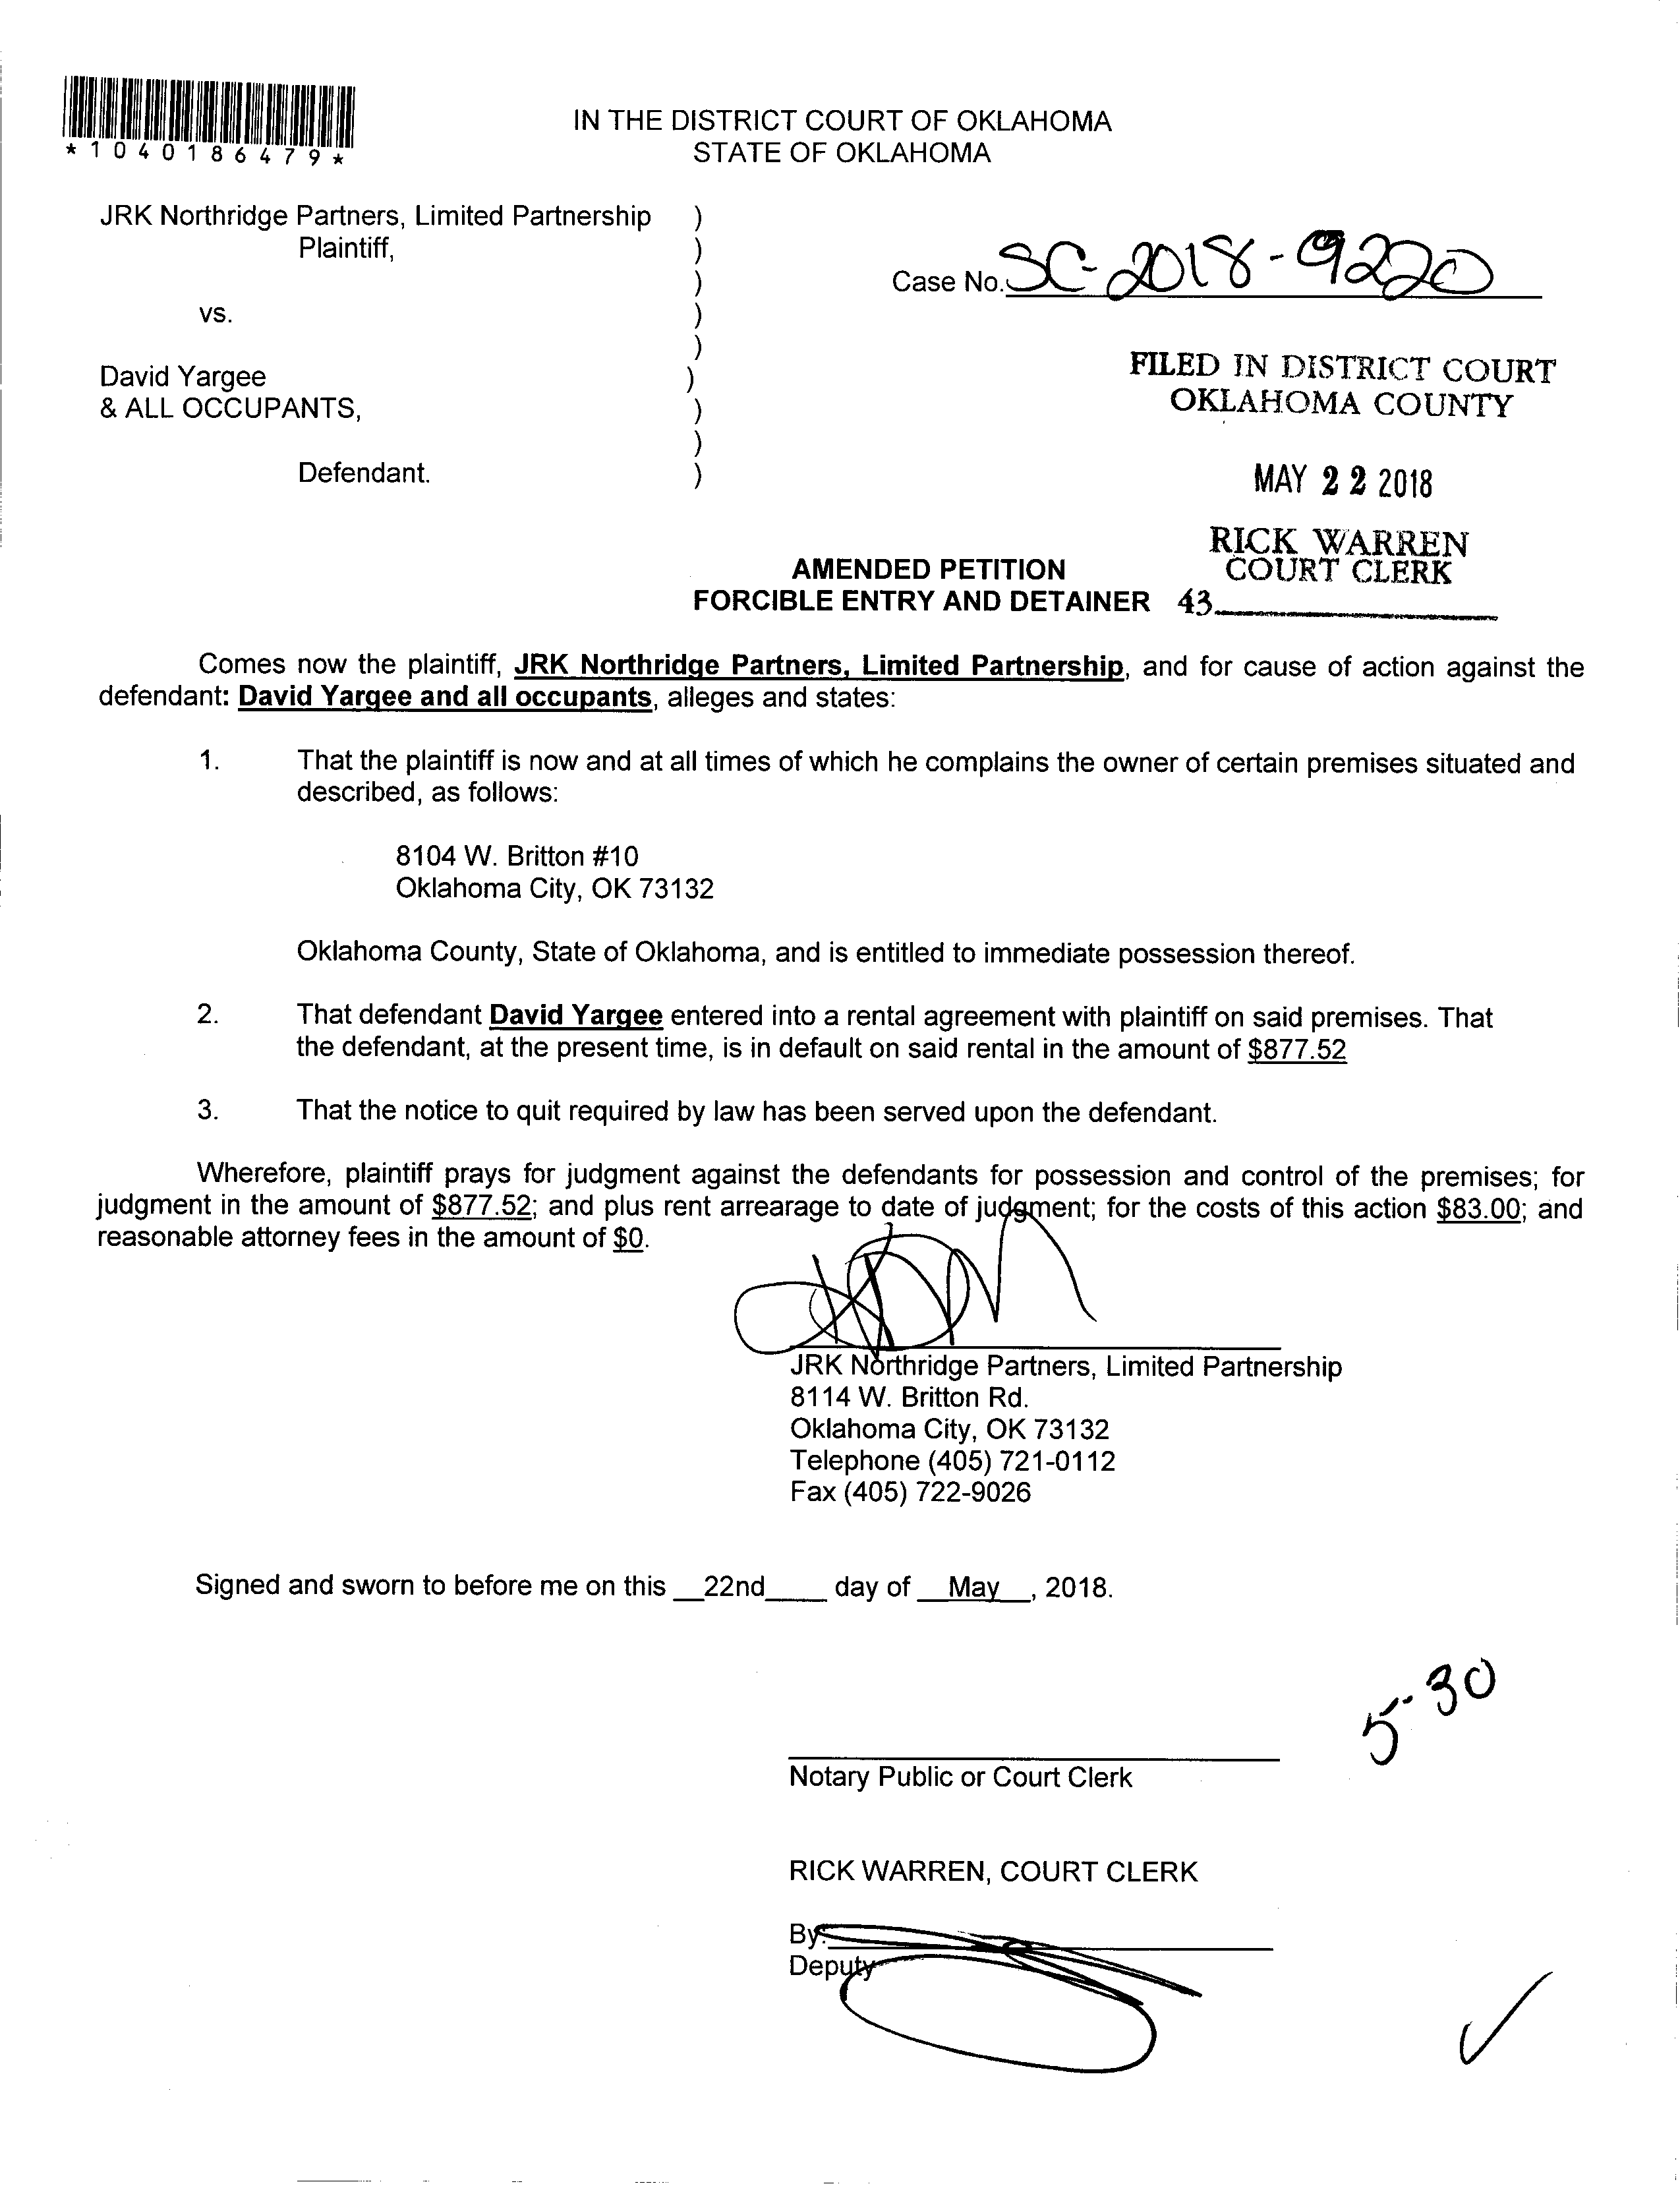 *1040186479*
IN THE DISTRICT COURT OF OKLAHOMA
STATE OF OKLAHOMA
JRK Northridge Partners, Limited Partnership )
Plaintiff, )
)
vs. )
)
David Yargee )
& ALL OCCUPANTS, )
)
Defendant. )
Case No. SC-2018-9220
FILED IN DISTRICT COURT
OKLAHOMA COUNTY
MAY 22 2018
RICK WARREN
COURT CLERK
43
AMENDED PETITION
FORCIBLE ENTRY AND DETAINER
Comes now the plaintiff, JRK Northridge Partners, Limited Partnership, and for cause of action against the
defendant: David Yargee and all occupants, alleges and states:
1. That the plaintiff is now and at all times of which he complains the owner of certain premises situated and
described, as follows:
8104 W. Britton #10
Oklahoma City, OK 73132
Oklahoma County, State of Oklahoma, and is entitled to immediate possession thereof.
2. That defendant David Yargee entered into a rental agreement with plaintiff on said premises. That
the defendant, at the present time, is in default on said rental in the amount of $877.52
3. That the notice to quit required by law has been served upon the defendant.
Wherefore, plaintiff prays for judgment against the defendants for possession and control of the premises; for
judgment in the amount of $877.52; and plus rent arrearage to date of judgment; for the costs of this action $83.00; and
reasonable attorney fees in the amount of $0.
JRK Northridge Partners, Limited Partnership
8114 W. Britton Rd.
Oklahoma City, OK 73132
Telephone (405) 721-0112
Fax (405) 722-9026
Signed and sworn to before me on this __22nd____ day of __May__, 2018.
5-30
Notary Public or Court Clerk
RICK WARREN, COURT CLERK
By:
Deputy